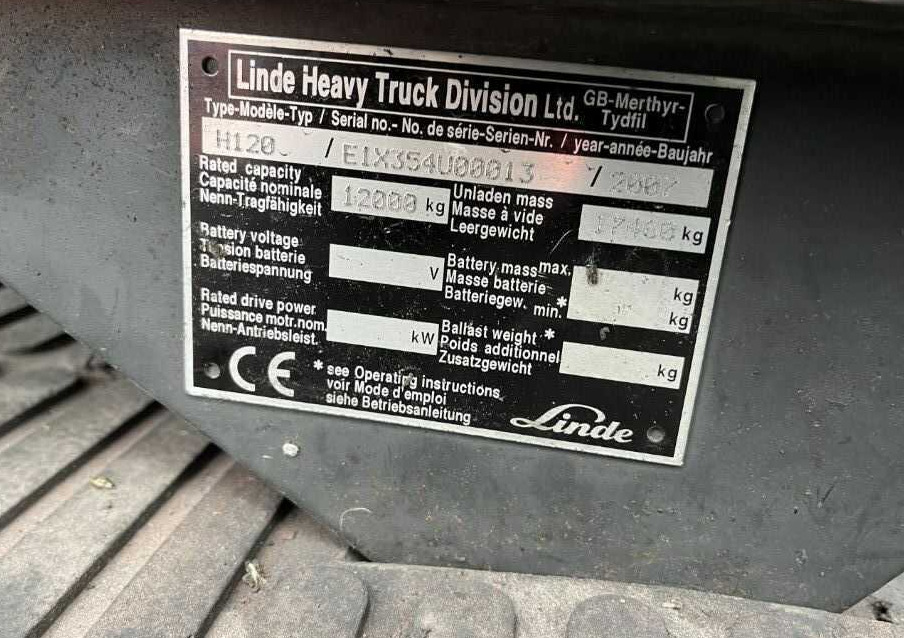 Linde Heavy Truck Division Ltd. GB-Merthyr-Tydfil
Type-Modèle-Typ / Serial no.- No. de série-Serien-Nr. / year-année-Baujahr
H120 / E1X354U00013 / 2007
Rated capacity
Capacité nominale
Nenn-Tragfähigkeit
12000 kg
Unladen mass
Masse à vide
Leergewicht
kg
Battery voltage
Tension batterie
Batteriespannung
V
Battery mass max.
Masse batterie
Batteriegew. min.*
kg
kg
Rated drive power
Puissance motr.nom.
Nenn-Antriebsleist.
kW
Ballast weight *
Poids additionnel
Zusatzgewicht
kg
CE
* see Operating instructions
voir Mode d'emploi
siehe Betriebsanleitung
Linde